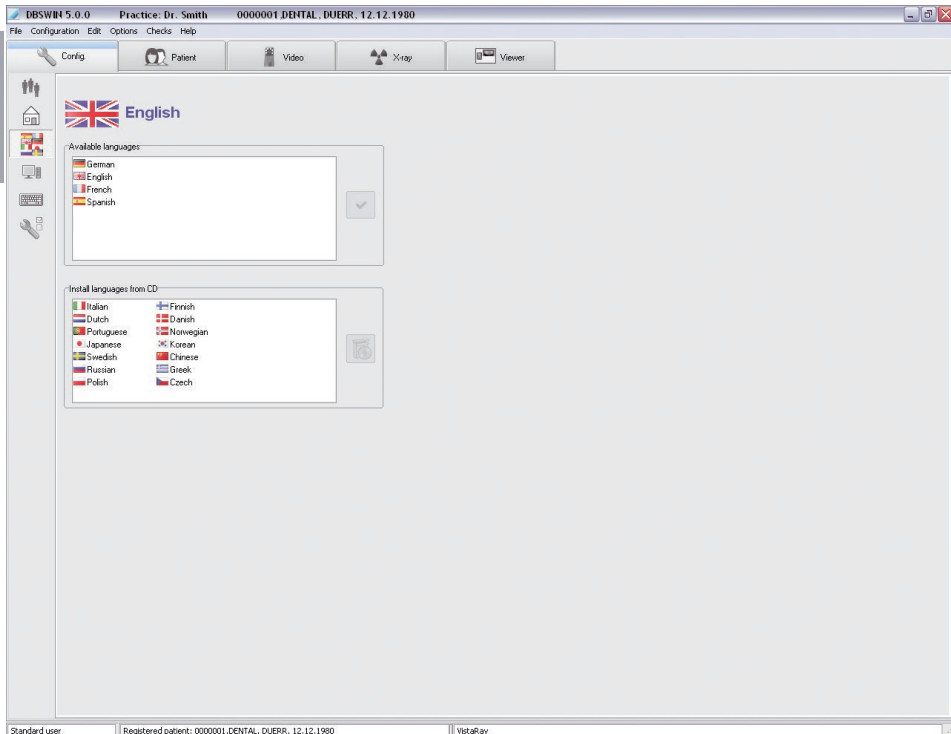 DBSWIN 5.0.0 Practice: Dr. Smith 0000001,DENTAL, DUERR, 12.12.1980
File Configuration Edit Options Checks Help
Config. Patient Video X-ray Viewer
English
Available languages
German
English
French
Spanish
Install languages from CD
Italian Finnish
Dutch Danish
Portuguese Norwegian
Japanese Korean
Swedish Chinese
Russian Greek
Polish Czech
Standard user Registered patient: 0000001,DENTAL, DUERR, 12.12.1980 VistaRay